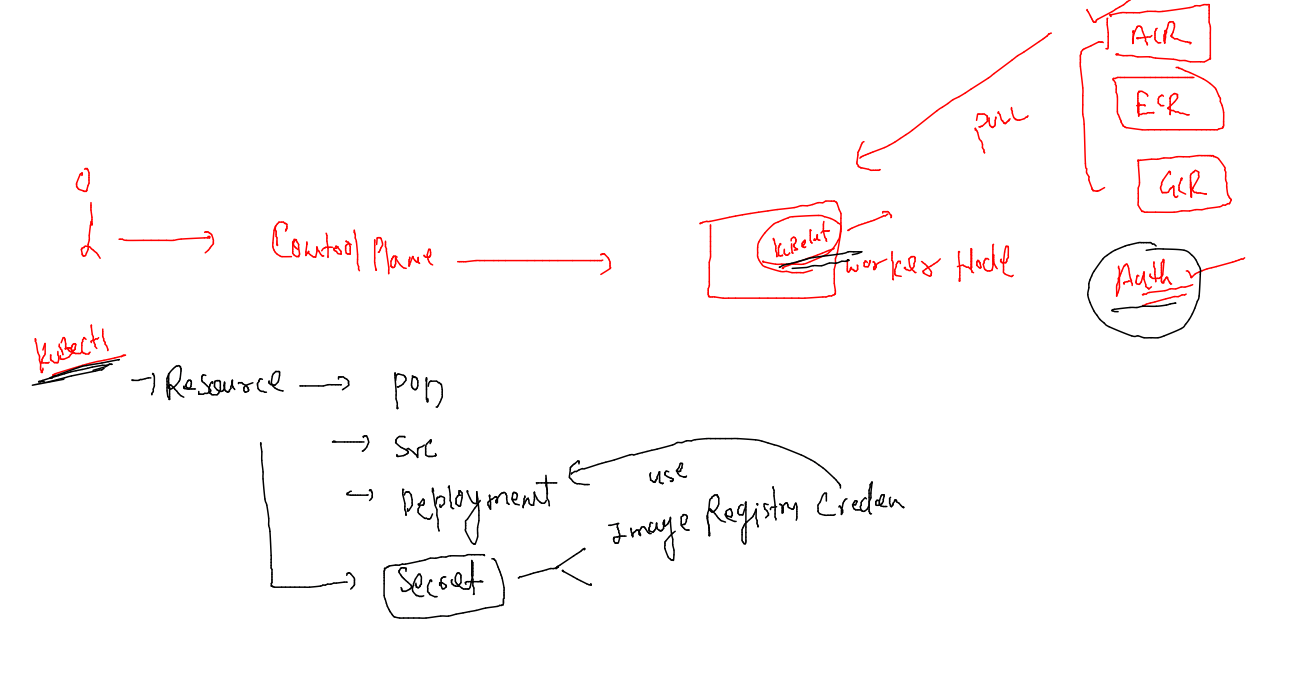 ACR
ECR
PULL
GCR
Control Plane
Kubelet
worker Node
Auth
Kubectl
Resource
POD
SVC
Deployment
use
Image Registry Creden
Secret